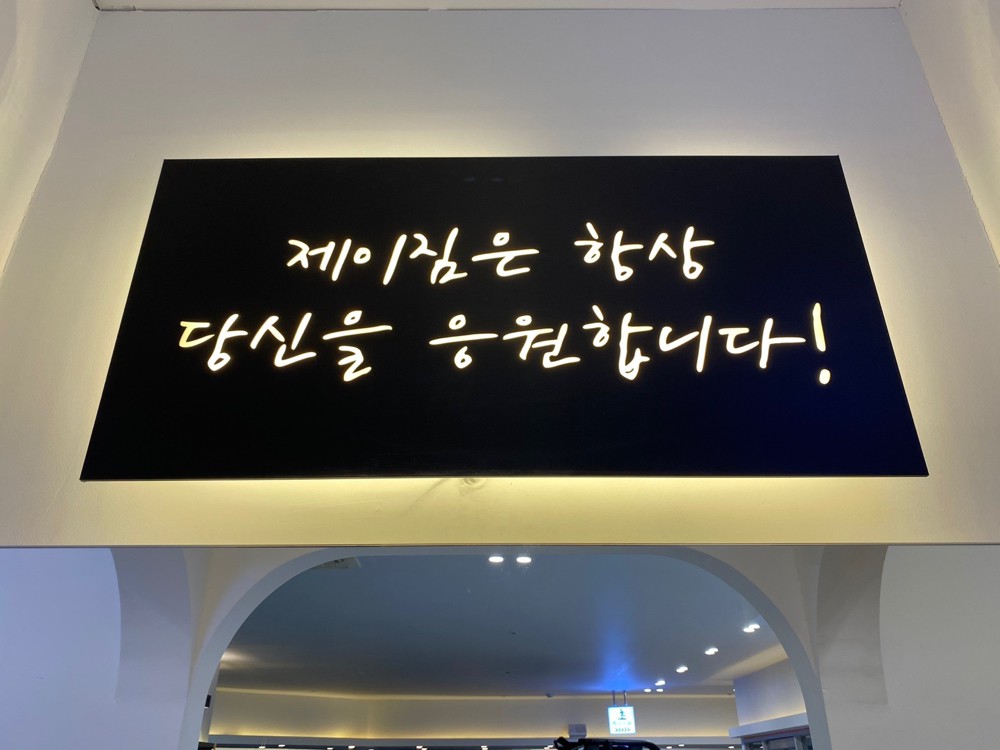 제이짐은 항상
당신을 응원합니다!